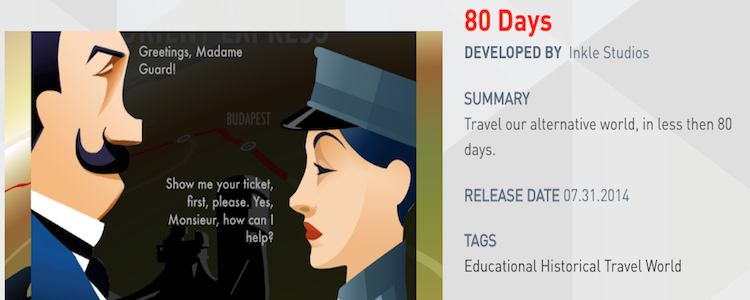 ORIENT EXPRESS
Greetings, Madame
Guard!
BUDAPEST
Show me your ticket,
first, please. Yes,
Monsieur, how can I
help?
80 Days
DEVELOPED BY Inkle Studios
SUMMARY
Travel our alternative world, in less then 80
days.
RELEASE DATE 07.31.2014
TAGS
Educational Historical Travel World